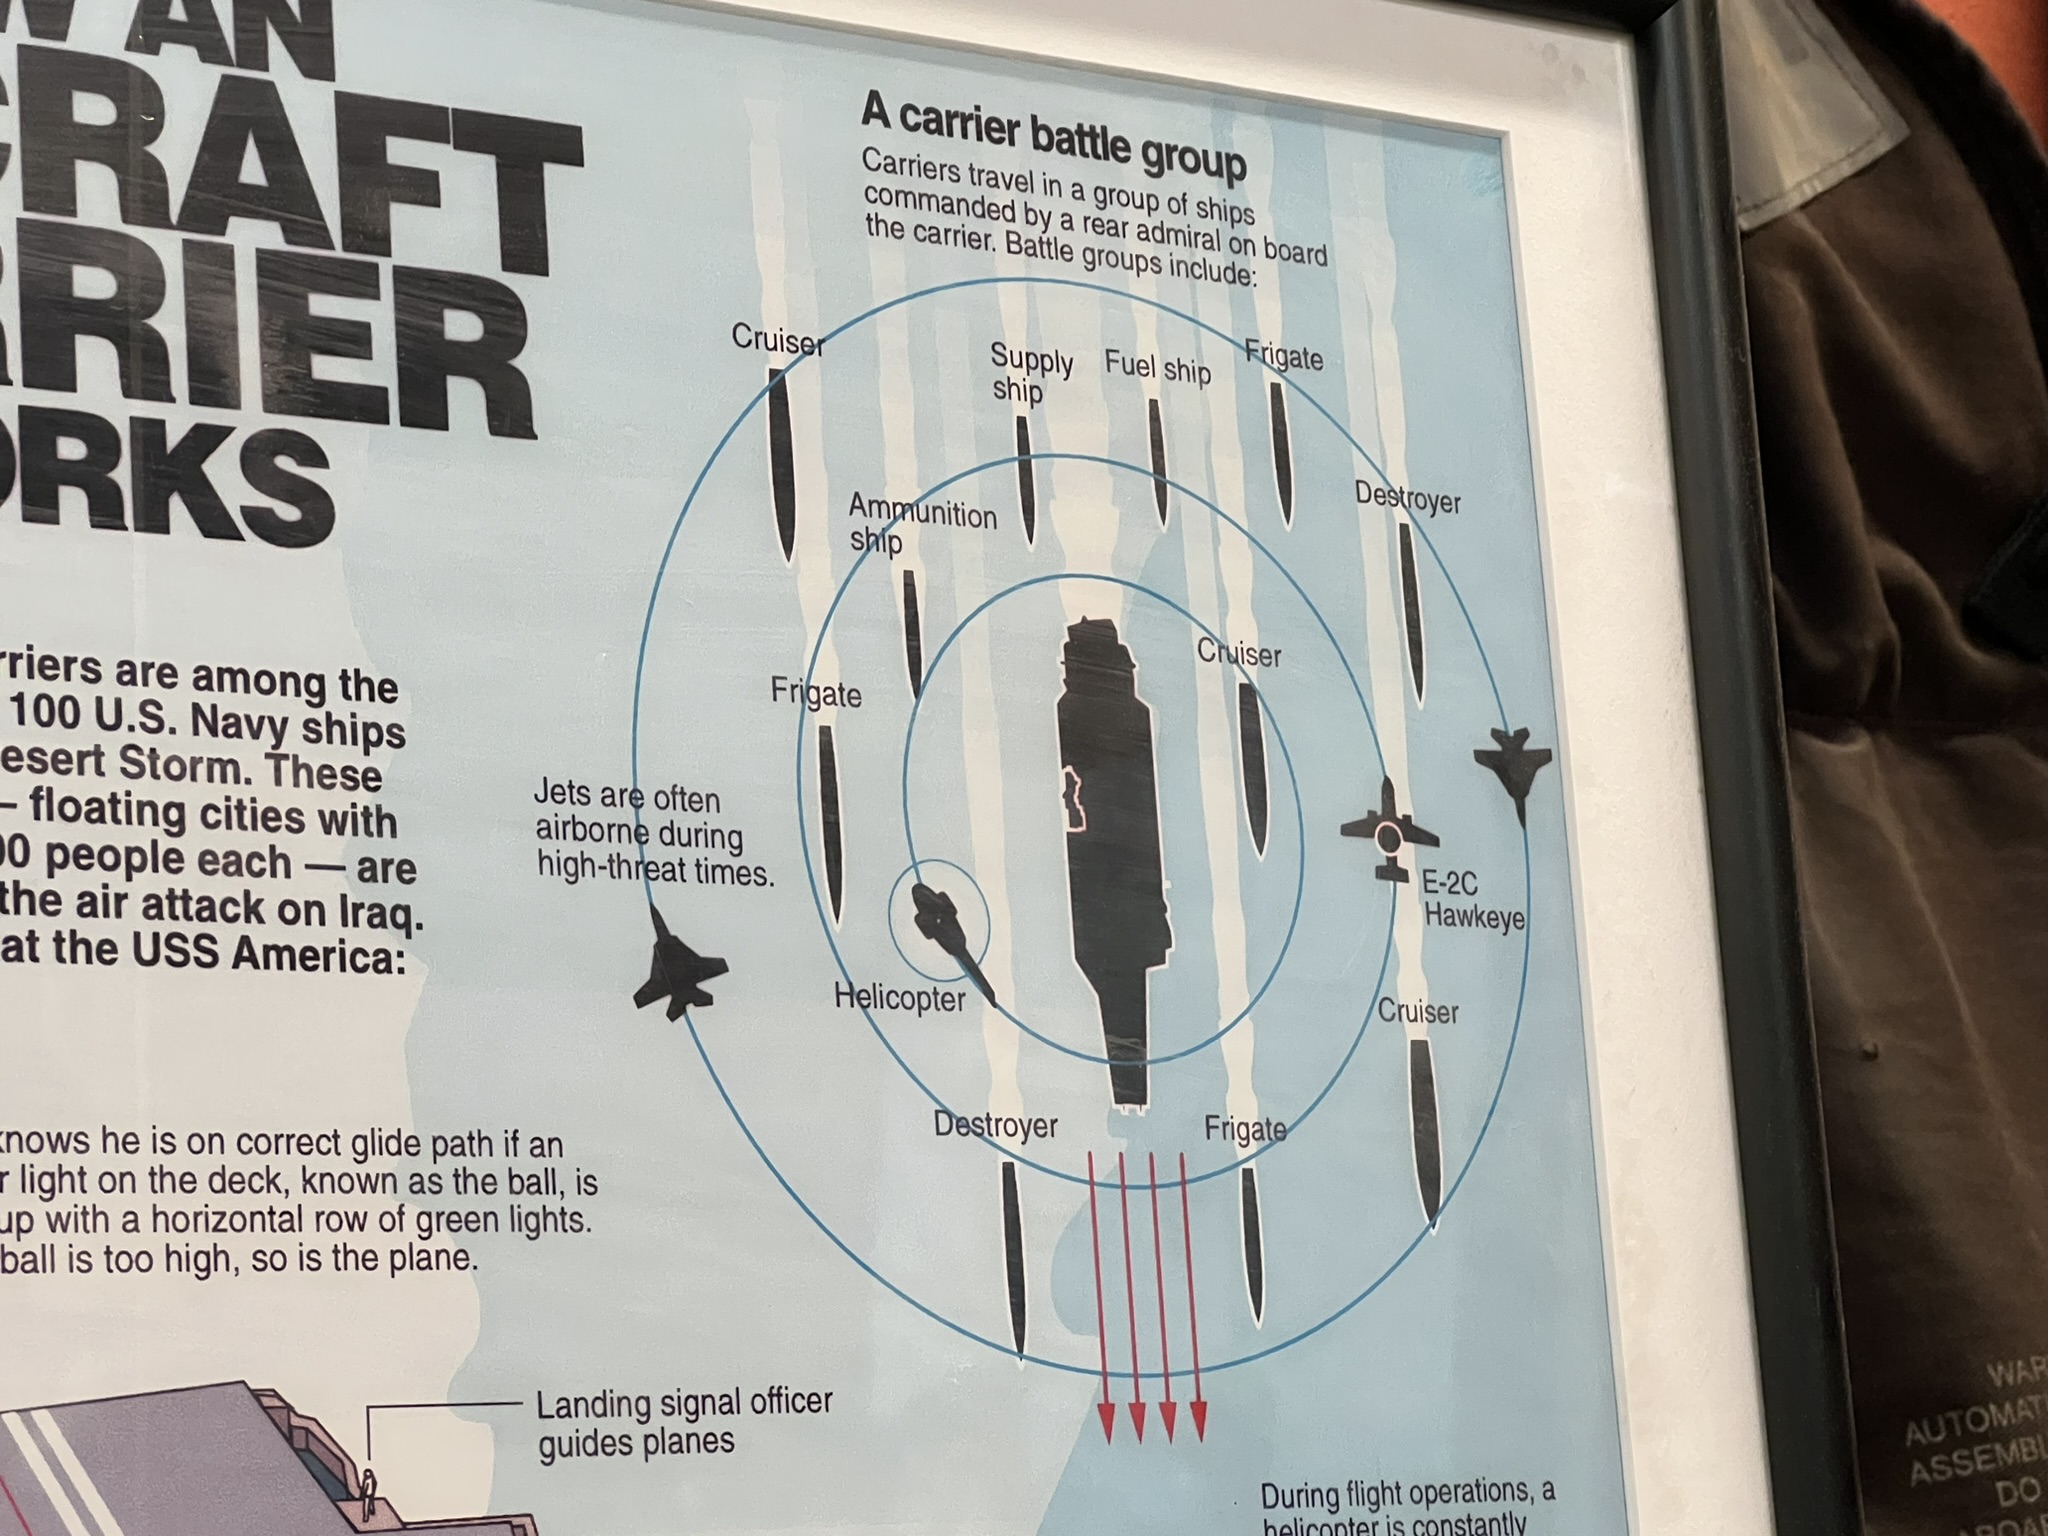 AN
RAFT
RRIER
ORKS
A carrier battle group
Carriers travel in a group of ships
commanded by a rear admiral on board
the carrier. Battle groups include:
Cruiser
Supply
ship
Fuel ship
Frigate
Destroyer
Ammunition
ship
Cruiser
Frigate
rriers are among the
100 U.S. Navy ships
esert Storm. These
— floating cities with
00 people each — are
the air attack on Iraq.
at the USS America:
Jets are often
airborne during
high-threat times.
E-2C
Hawkeye
Helicopter
Cruiser
Destroyer
Frigate
knows he is on correct glide path if an
r light on the deck, known as the ball, is
up with a horizontal row of green lights.
ball is too high, so is the plane.
Landing signal officer
guides planes
During flight operations, a
helicopter is constantly
WAR
AUTOMAT
ASSEMBL
DO